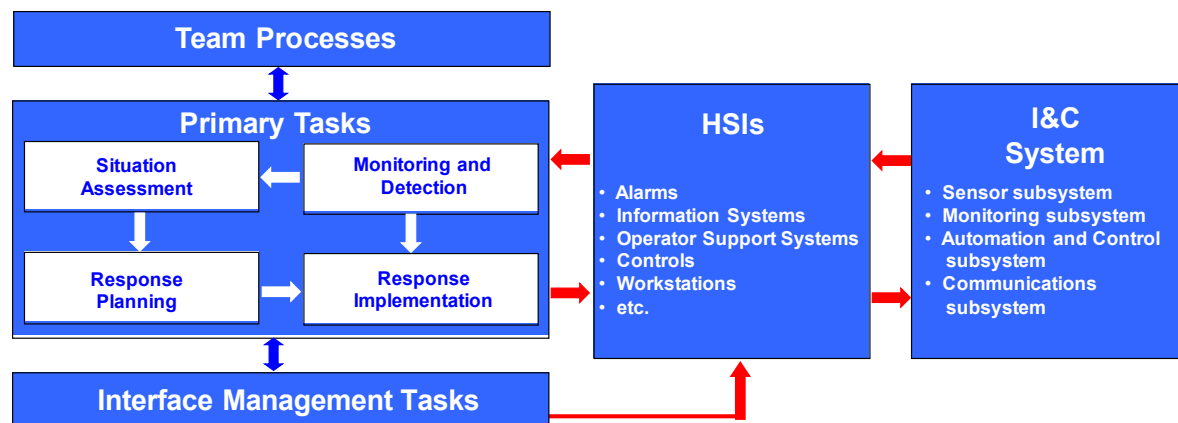 Team Processes
Primary Tasks
Situation
Assessment
Monitoring and
Detection
Response
Planning
Response
Implementation
Interface Management Tasks
HSIs
• Alarms
• Information Systems
• Operator Support Systems
• Controls
• Workstations
• etc.
I&C
System
• Sensor subsystem
• Monitoring subsystem
• Automation and Control
subsystem
• Communications
subsystem